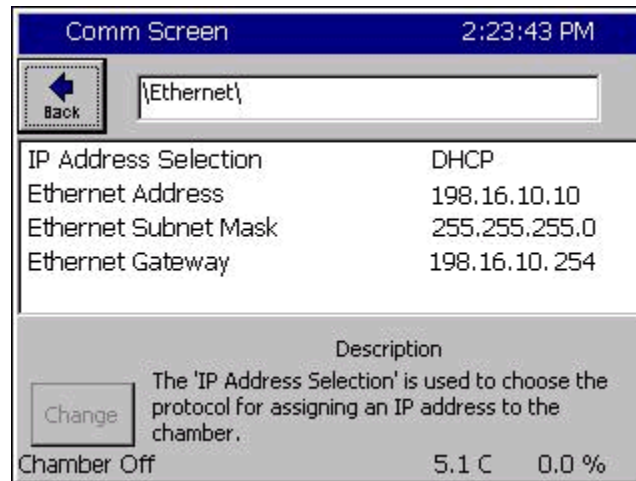 Comm Screen 2:23:43 PM
Back
\Ethernet\
IP Address Selection DHCP
Ethernet Address 198.16.10.10
Ethernet Subnet Mask 255.255.255.0
Ethernet Gateway 198.16.10.254
Description
The 'IP Address Selection' is used to choose the
protocol for assigning an IP address to the
chamber.
Change
Chamber Off 5.1 C 0.0 %